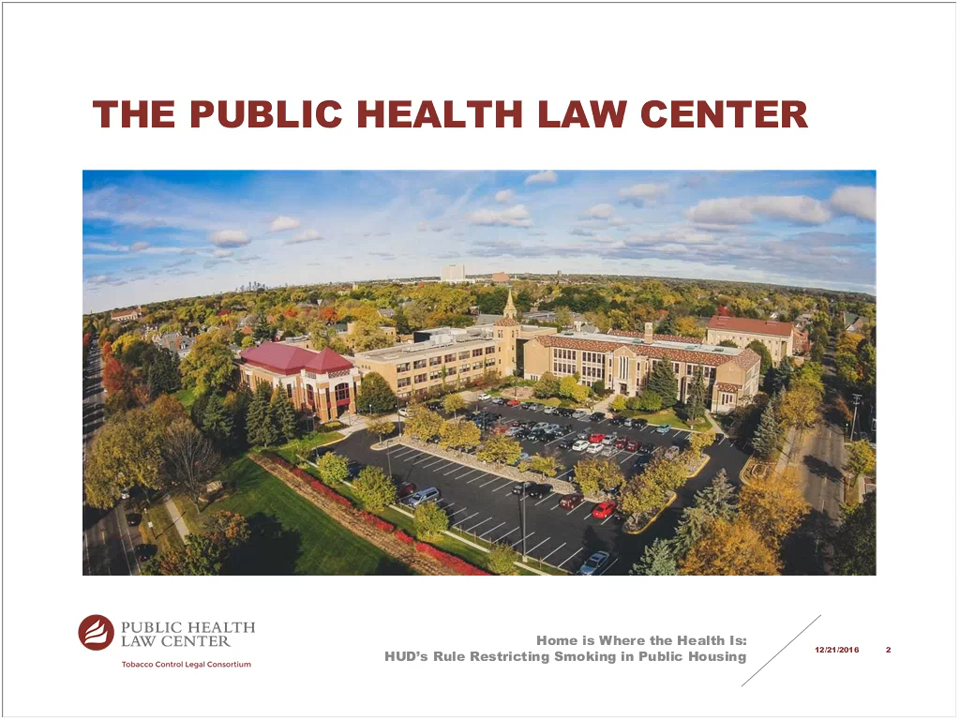 THE PUBLIC HEALTH LAW CENTER
PUBLIC HEALTH
LAW CENTER
Tobacco Control Legal Consortium
Home is Where the Health Is:
HUD’s Rule Restricting Smoking in Public Housing
12/21/2016 2